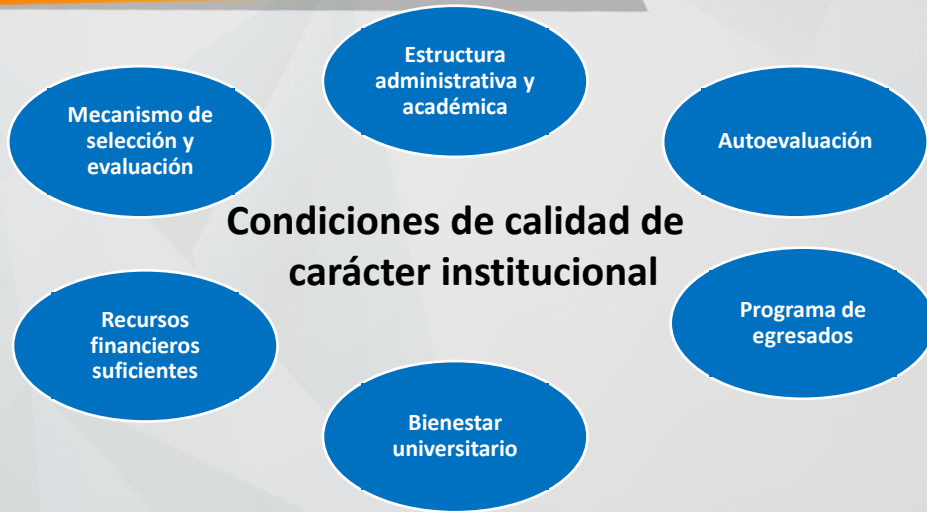 Estructura
administrativa y
académica
Mecanismo de
selección y
evaluación
Autoevaluación
Condiciones de calidad de
carácter institucional
Recursos
financieros
suficientes
Programa de
egresados
Bienestar
universitario